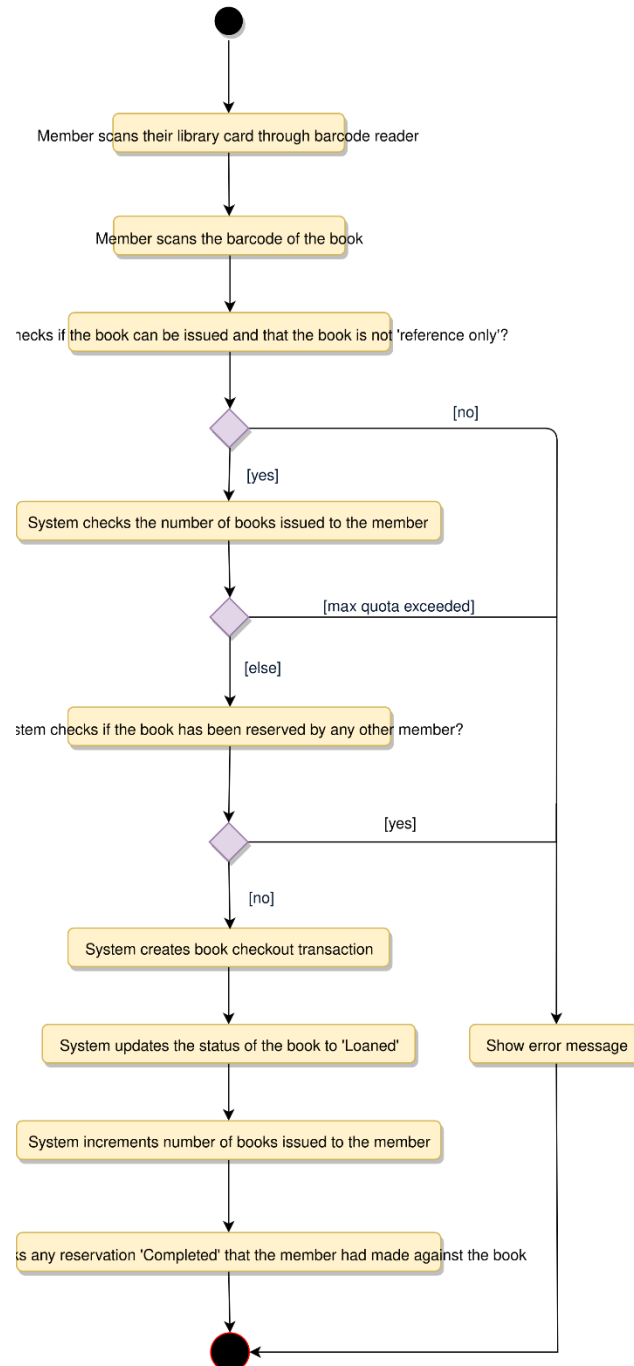 Member scans their library card through barcode reader
Member scans the barcode of the book
if the book can be issued and that the book is not 'reference only'?
[no]
[yes]
System checks the number of books issued to the member
[max quota exceeded]
[else]
checks if the book has been reserved by any other member?
[yes]
[no]
System creates book checkout transaction
System updates the status of the book to 'Loaned'
Show error message
System increments number of books issued to the member
any reservation 'Completed' that the member had made against the book